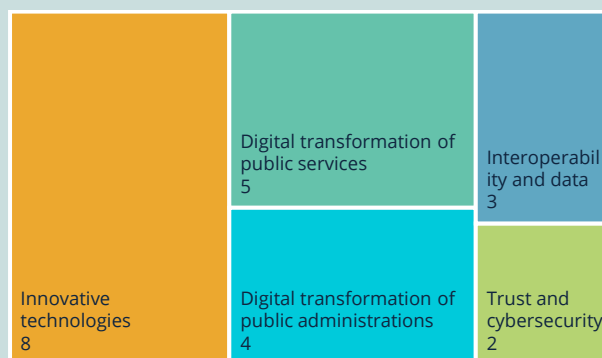 Innovative
technologies
8
Digital transformation of
public services
5
Digital transformation of
public administrations
4
Interoperabil
ity and data
3
Trust and
cybersecurity
2